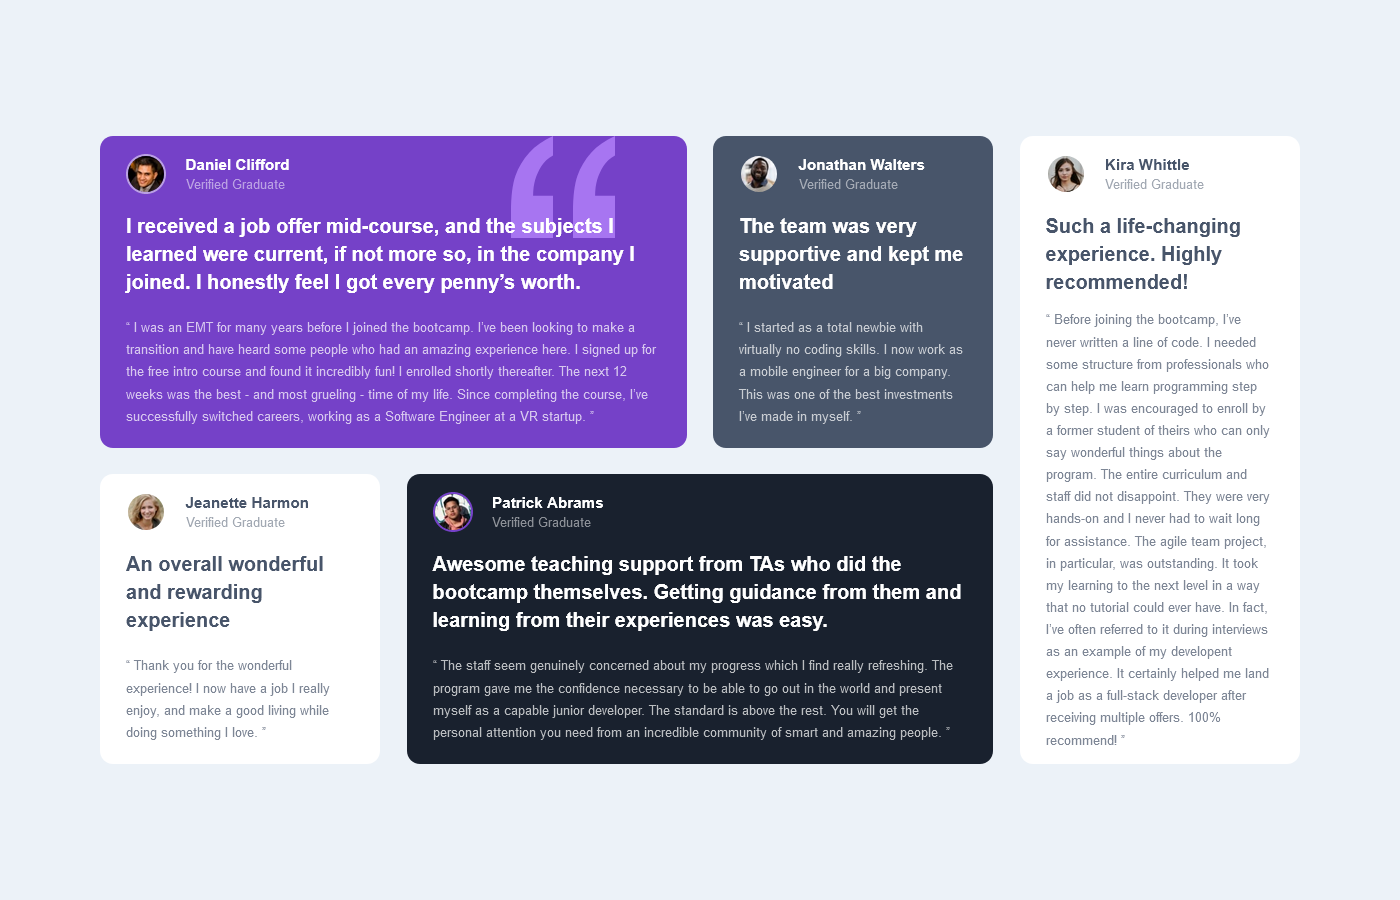 Daniel Clifford
Verified Graduate
I received a job offer mid-course, and the subjects I
learned were current, if not more so, in the company I
joined. I honestly feel I got every penny’s worth.
“ I was an EMT for many years before I joined the bootcamp. I’ve been looking to make a
transition and have heard some people who had an amazing experience here. I signed up for
the free intro course and found it incredibly fun! I enrolled shortly thereafter. The next 12
weeks was the best - and most grueling - time of my life. Since completing the course, I’ve
successfully switched careers, working as a Software Engineer at a VR startup. ”
Jonathan Walters
Verified Graduate
The team was very
supportive and kept me
motivated
“ I started as a total newbie with
virtually no coding skills. I now work as
a mobile engineer for a big company.
This was one of the best investments
I’ve made in myself. ”
Kira Whittle
Verified Graduate
Such a life-changing
experience. Highly
recommended!
“ Before joining the bootcamp, I’ve
never written a line of code. I needed
some structure from professionals who
can help me learn programming step
by step. I was encouraged to enroll by
a former student of theirs who can only
say wonderful things about the
program. The entire curriculum and
staff did not disappoint. They were very
hands-on and I never had to wait long
for assistance. The agile team project,
in particular, was outstanding. It took
my learning to the next level in a way
that no tutorial could ever have. In fact,
I’ve often referred to it during interviews
as an example of my developent
experience. It certainly helped me land
a job as a full-stack developer after
receiving multiple offers. 100%
recommend! ”
Jeanette Harmon
Verified Graduate
An overall wonderful
and rewarding
experience
“ Thank you for the wonderful
experience! I now have a job I really
enjoy, and make a good living while
doing something I love. ”
Patrick Abrams
Verified Graduate
Awesome teaching support from TAs who did the
bootcamp themselves. Getting guidance from them and
learning from their experiences was easy.
“ The staff seem genuinely concerned about my progress which I find really refreshing. The
program gave me the confidence necessary to be able to go out in the world and present
myself as a capable junior developer. The standard is above the rest. You will get the
personal attention you need from an incredible community of smart and amazing people. ”